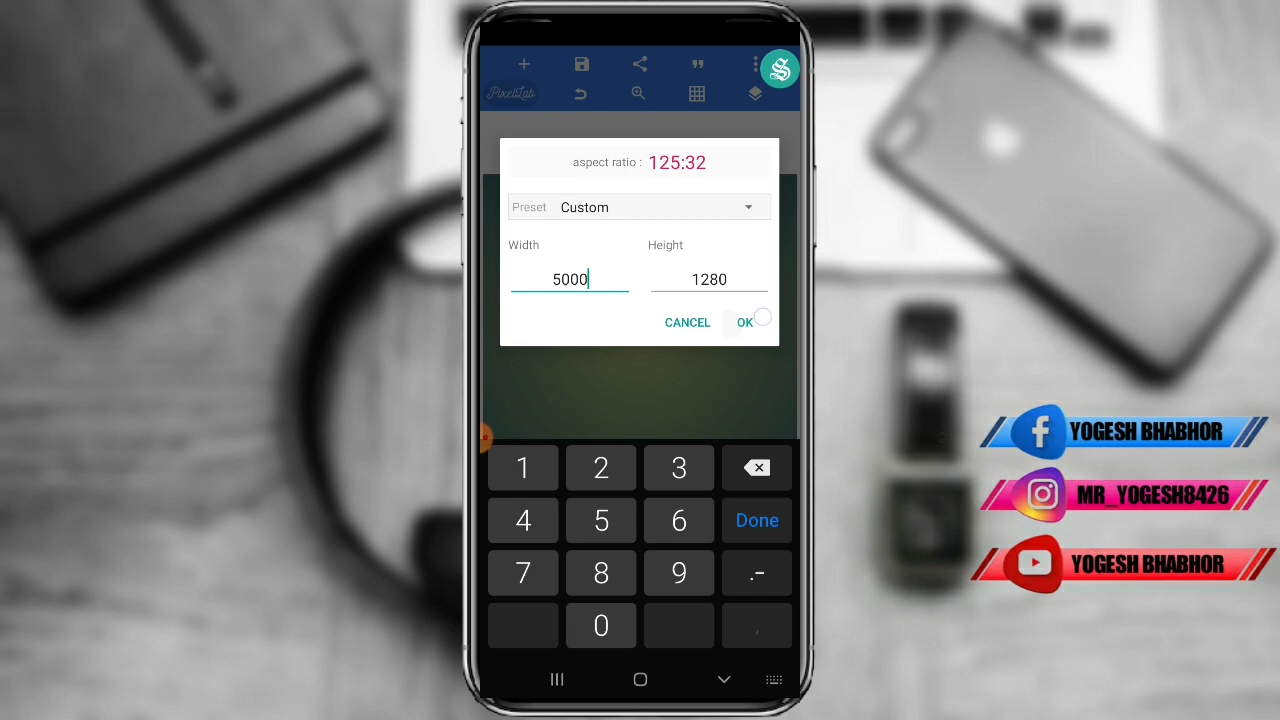 PixelLab
aspect ratio : 125:32
Preset Custom
Width Height
5000 1280
CANCEL OK
1 2 3
4 5 6 Done
7 8 9 .-
0 ,
YOGESH BHABHOR
MR_YOGESH8426
YOGESH BHABHOR